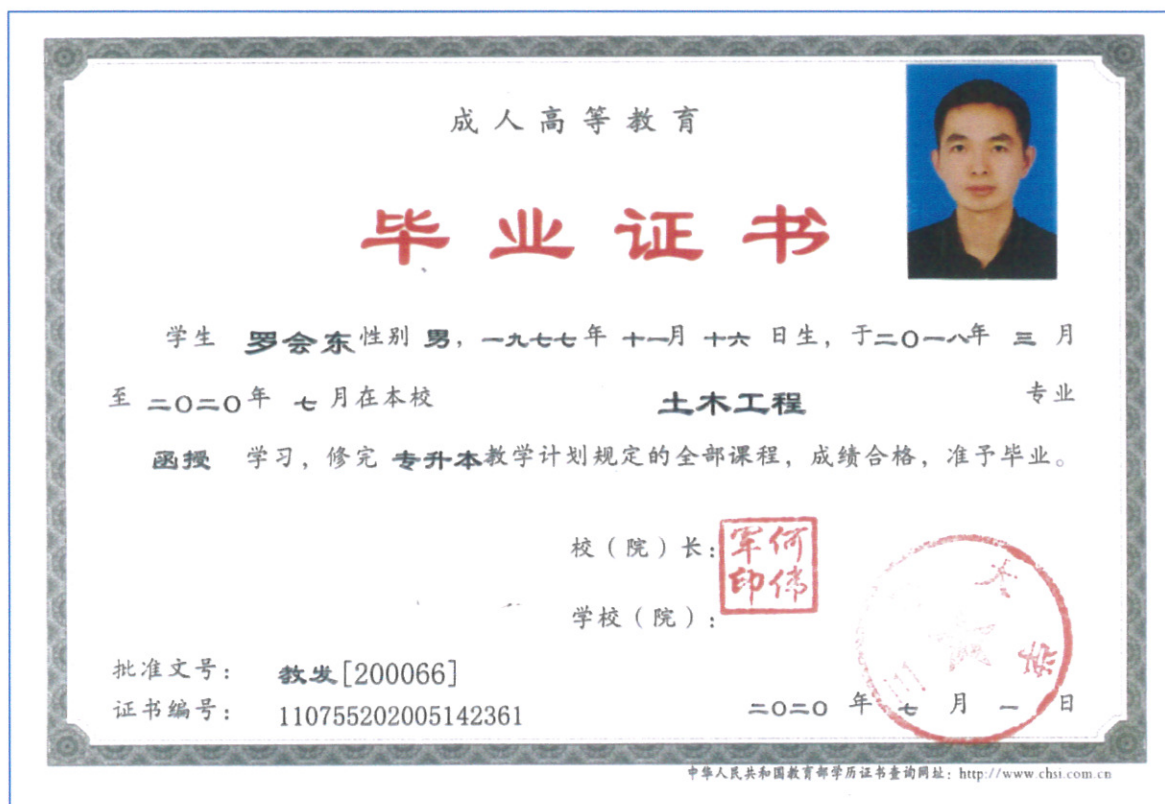 成人高等教育
毕业证书
学生 罗会东性别 男，一九七七年 十一月 十六 日生，于二〇一八年 三 月
至 二〇二〇年 七 月在本校 土木工程 专业
函授 学习，修完 专升本教学计划规定的全部课程，成绩合格，准予毕业。
校（院）长：
何伟军印
学校（院）：
三
大学
批准文号： 教发[200066]
证书编号： 110755202005142361
二〇二〇 年 七 月 一 日
中华人民共和国教育部学历证书查询网址：http://www.chsi.com.cn